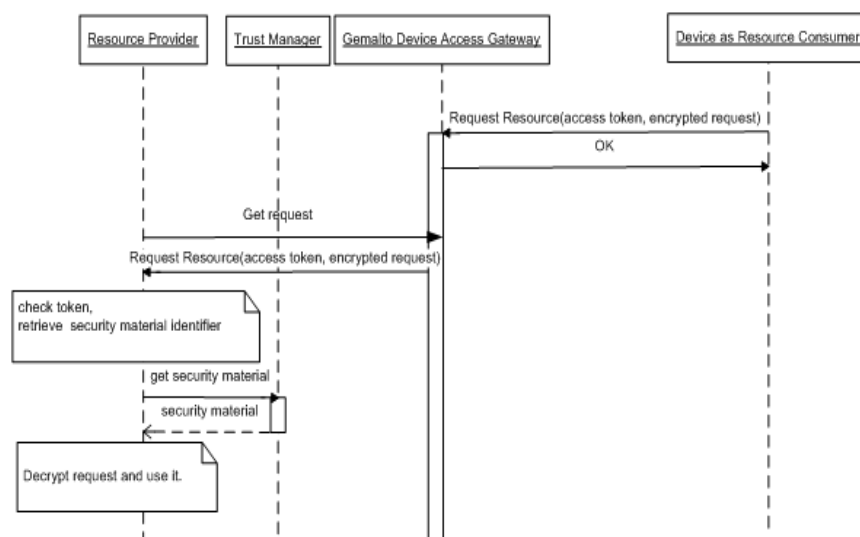 Resource Provider
Trust Manager
Gemalto Device Access Gateway
Device as Resource Consumer
Request Resource(access token, encrypted request)
OK
Get request
Request Resource(access token, encrypted request)
check token,
retrieve security material identifier
get security material
security material
Decrypt request and use it.